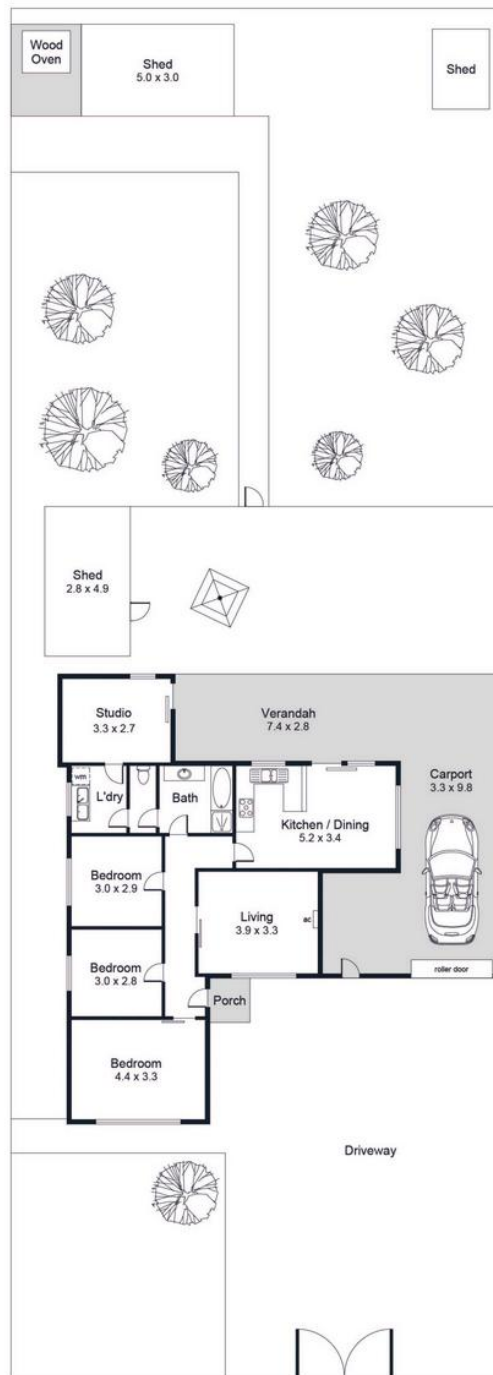 Wood
Oven
Shed
5.0 x 3.0
Shed
Shed
2.8 x 4.9
Studio
3.3 x 2.7
Verandah
7.4 x 2.8
Carport
3.3 x 9.8
wm
L'dry
Bath
Kitchen / Dining
5.2 x 3.4
Bedroom
3.0 x 2.9
Living
3.9 x 3.3
ac
Bedroom
3.0 x 2.8
roller door
Porch
Bedroom
4.4 x 3.3
Driveway